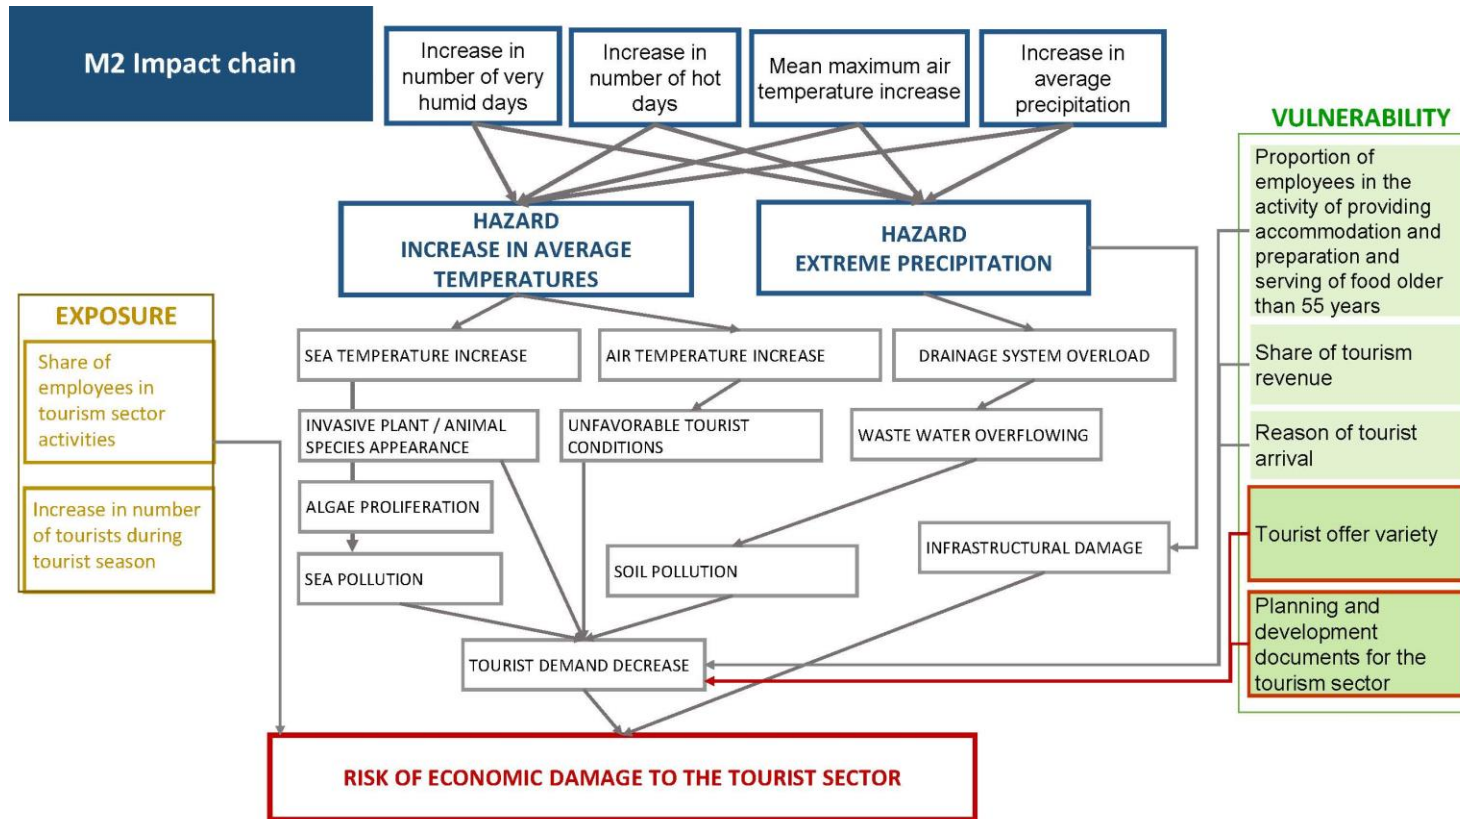 M2 Impact chain
Increase in
number of very
humid days
Increase in
number of hot
days
Mean maximum air
temperature increase
Increase in
average
precipitation
VULNERABILITY
Proportion of
employees in the
activity of providing
accommodation and
preparation and
serving of food older
than 55 years
Share of tourism
revenue
Reason of tourist
arrival
Tourist offer variety
Planning and
development
documents for the
tourism sector
HAZARD
INCREASE IN AVERAGE
TEMPERATURES
HAZARD
EXTREME PRECIPITATION
EXPOSURE
Share of
employees in
tourism sector
activities
Increase in number
of tourists during
tourist season
SEA TEMPERATURE INCREASE
AIR TEMPERATURE INCREASE
DRAINAGE SYSTEM OVERLOAD
INVASIVE PLANT / ANIMAL
SPECIES APPEARANCE
UNFAVORABLE TOURIST
CONDITIONS
WASTE WATER OVERFLOWING
ALGAE PROLIFERATION
SEA POLLUTION
SOIL POLLUTION
INFRASTRUCTURAL DAMAGE
TOURIST DEMAND DECREASE
RISK OF ECONOMIC DAMAGE TO THE TOURIST SECTOR